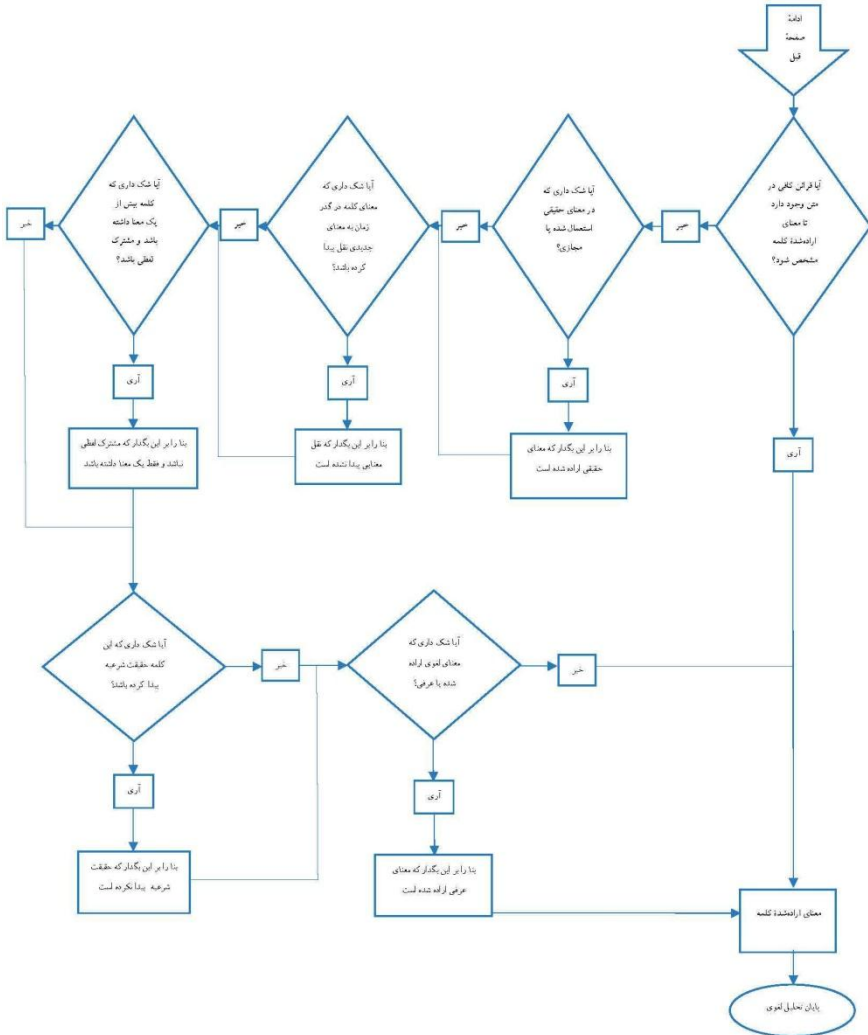 ادامهٔ
صفحهٔ
قبل
آیا قرائن کافی در
متن وجود دارد
تا معنای
اراده‌شدهٔ کلمه
مشخص شود؟
خیر
آری
آیا شک داری که
در معنای حقیقی
استعمال شده یا
مجازی؟
خیر
آری
بنا را بر این بگذار که معنای
حقیقی اراده شده است
آیا شک داری که
معنای کلمه در گذر
زمان به معنای
جدیدی نقل پیدا
کرده باشد؟
خیر
آری
بنا را بر این بگذار که نقل
معنایی پیدا نشده است
آیا شک داری که
کلمه بیش از
یک معنا داشته
باشد و مشترک
لفظی باشد؟
خیر
آری
بنا را بر این بگذار که مشترک لفظی
نباشد و فقط یک معنا داشته باشد
آیا شک داری که این
کلمه حقیقت شرعیه
پیدا کرده باشد؟
خیر
آری
بنا را بر این بگذار که حقیقت
شرعیه پیدا نکرده است
آیا شک داری که
معنای لغوی اراده
شده یا عرفی؟
خیر
آری
بنا را بر این بگذار که معنای
عرفی اراده شده است
معنای اراده‌شدهٔ کلمه
پایان تحلیل لغوی